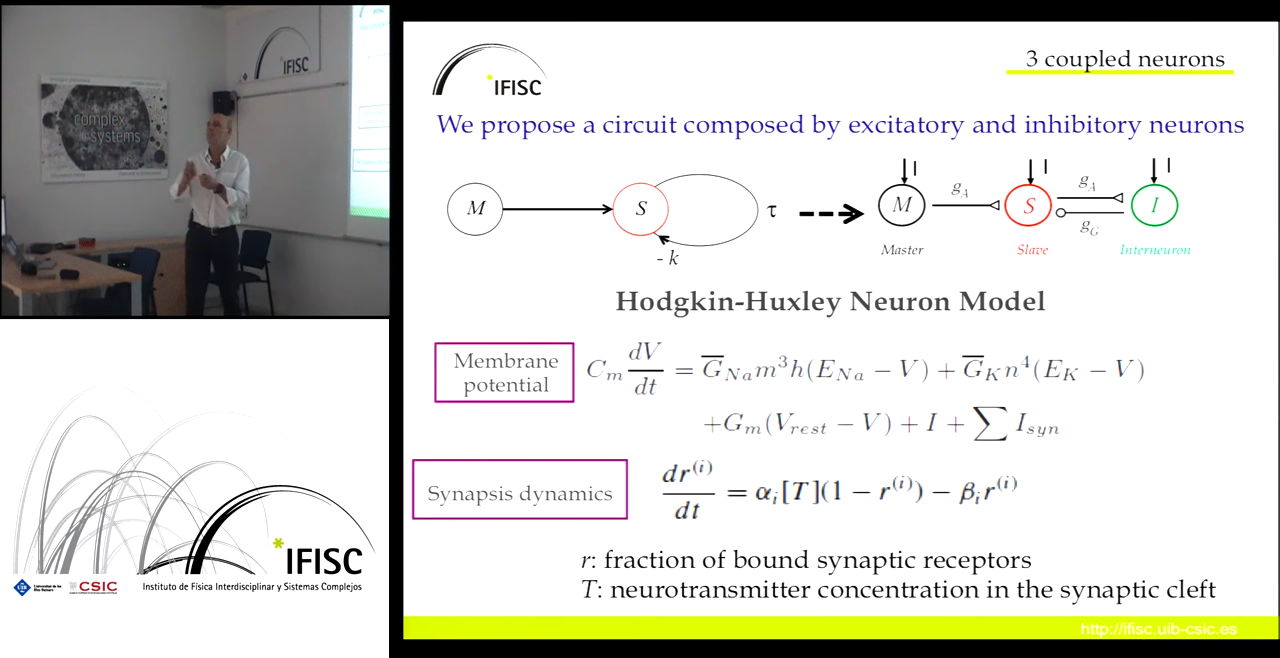 *IFISC
complex
systems
*IFISC
UIB
CSIC
Instituto de Física Interdisciplinar y Sistemas Complejos
*IFISC
3 coupled neurons
We propose a circuit composed by excitatory and inhibitory neurons
M S τ
- k
I I I
M g_A S g_A I
g_G
Master Slave Interneuron
Hodgkin-Huxley Neuron Model
Membrane
potential
C_m dV/dt = G̅_Na m³h(E_Na − V) + G̅_K n⁴(E_K − V)
+G_m(V_rest − V) + I + ∑ I_syn
Synapsis dynamics
dr⁽ⁱ⁾/dt = α_i[T](1 − r⁽ⁱ⁾) − β_i r⁽ⁱ⁾
r: fraction of bound synaptic receptors
T: neurotransmitter concentration in the synaptic cleft
http://ifisc.uib-csic.es